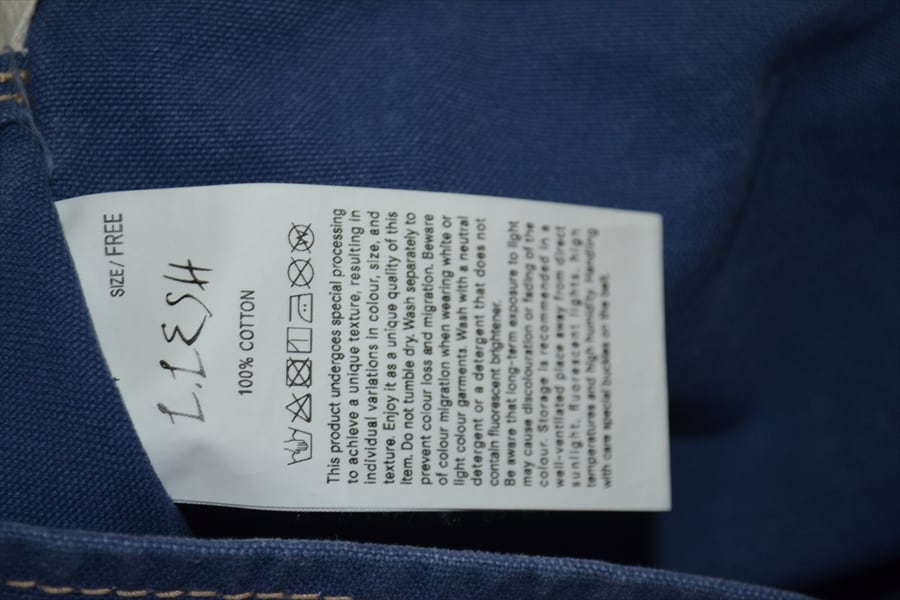 SIZE/ FREE
L.LESH
100% COTTON
This product undergoes special processing
to achieve a unique texture, resulting in
individual variations in colour, size, and
texture. Enjoy it as a unique quality of this
item. Do not tumble dry. Wash separately to
prevent colour loss and migration. Beware
of colour migration when wearing white or
light colour garments. Wash with a neutral
detergent or a detergent that does not
contain fluorescent brightener.
Be aware that long-term exposure to light
may cause discolouration or fading of the
colour. Storage is recommended in a
well-ventilated place away from direct
sunlight, fluorescent lights, high
temperatures and high humidity. Handling
with care special buckles on the belt.